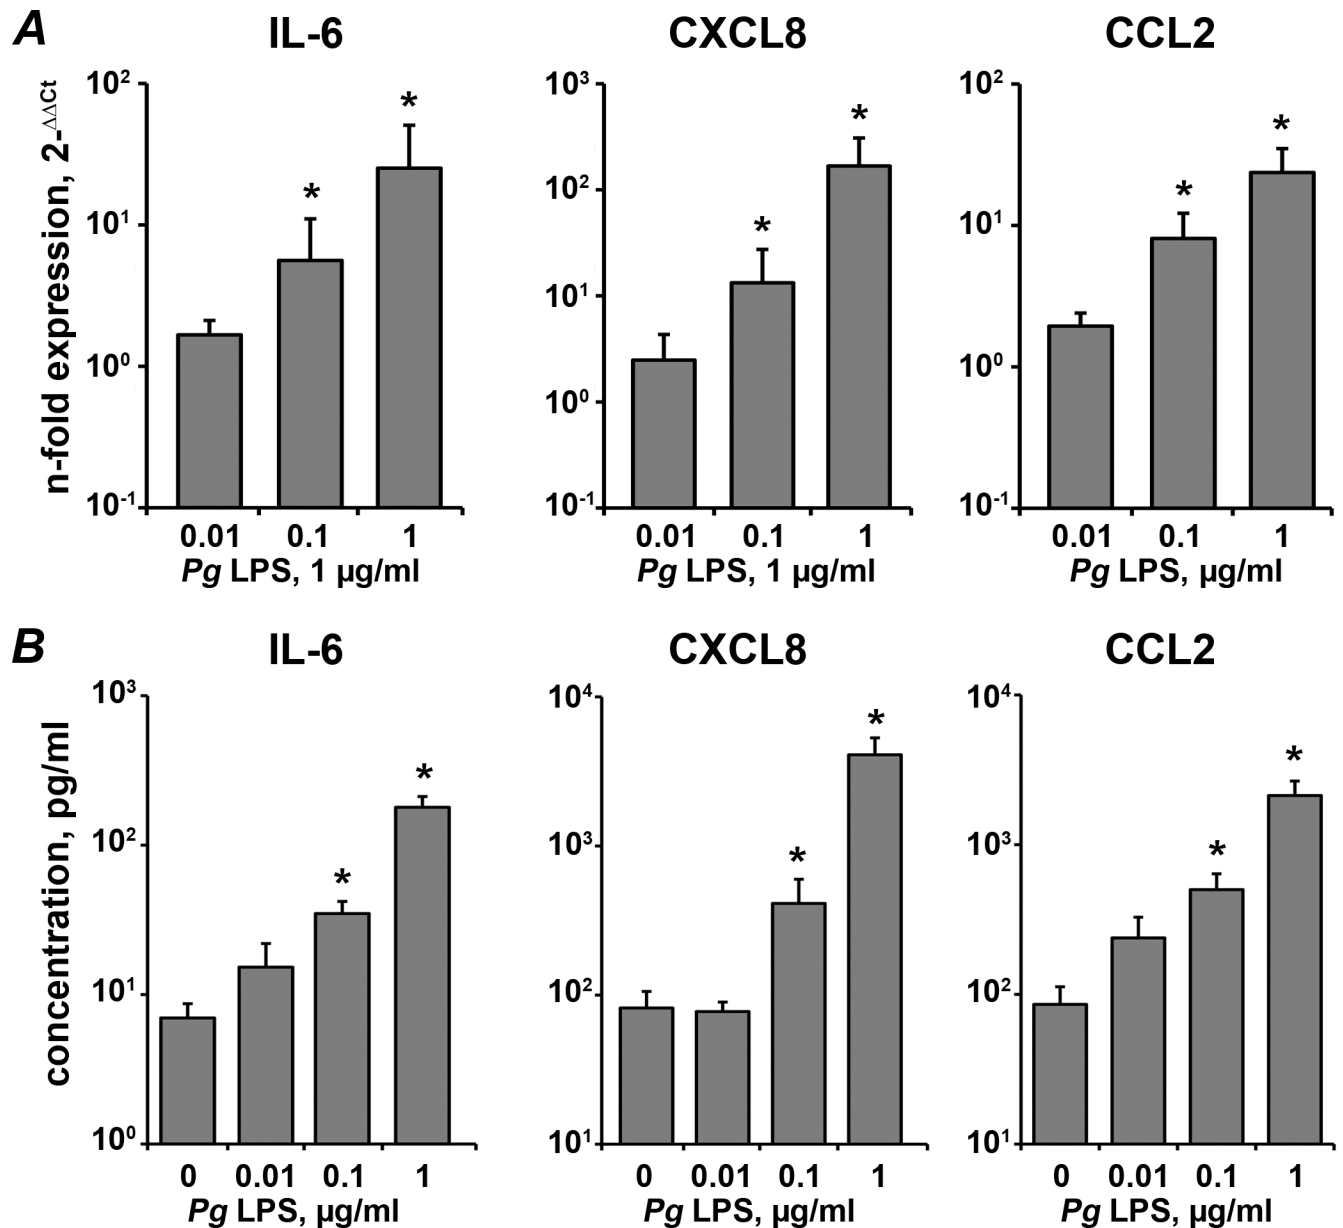 A
IL-6 CXCL8 CCL2
n-fold expression, 2-ΔΔCt
10² 10³ 10²
* * *
* * *
10¹ 10² 10¹
10⁰ 10¹ 10⁰
10⁰
10-¹ 10-¹ 10-¹
0.01 0.1 1 0.01 0.1 1 0.01 0.1 1
Pg LPS, 1 µg/ml Pg LPS, 1 µg/ml Pg LPS, µg/ml
B
IL-6 CXCL8 CCL2
concentration, pg/ml
10³ 10⁴ 10⁴
* * *
10² 10³ 10³
* * *
10¹ 10² 10²
10⁰ 10¹ 10¹
0 0.01 0.1 1 0 0.01 0.1 1 0 0.01 0.1 1
Pg LPS, µg/ml Pg LPS, µg/ml Pg LPS, µg/ml